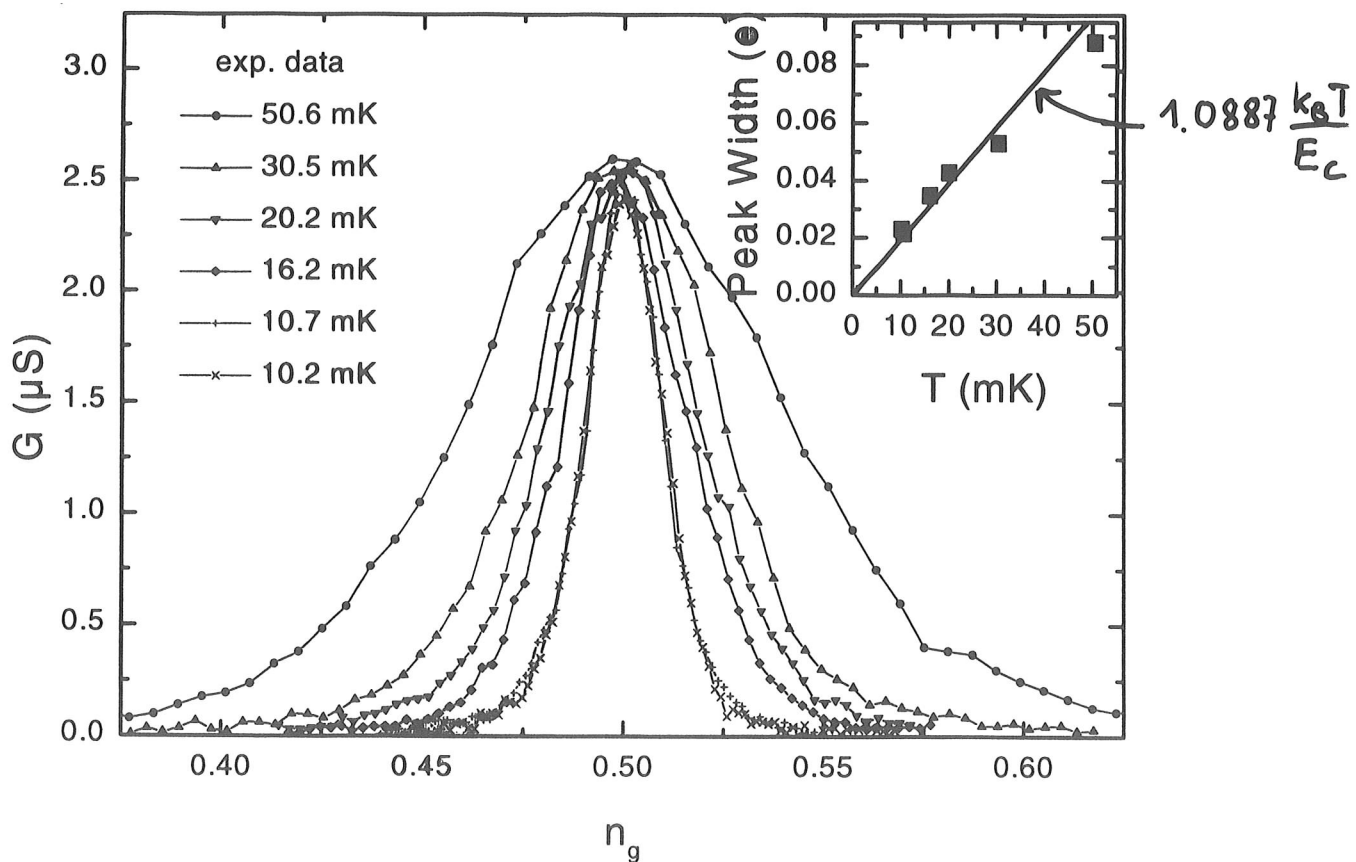 exp. data
50.6 mK
30.5 mK
20.2 mK
16.2 mK
10.7 mK
10.2 mK
G (µS)
3.0
2.5
2.0
1.5
1.0
0.5
0.0
0.40 0.45 0.50 0.55 0.60
n_g
Peak Width (e)
0.08
0.06
0.04
0.02
0.00
0 10 20 30 40 50
T (mK)
1.0887 k_B T / E_C